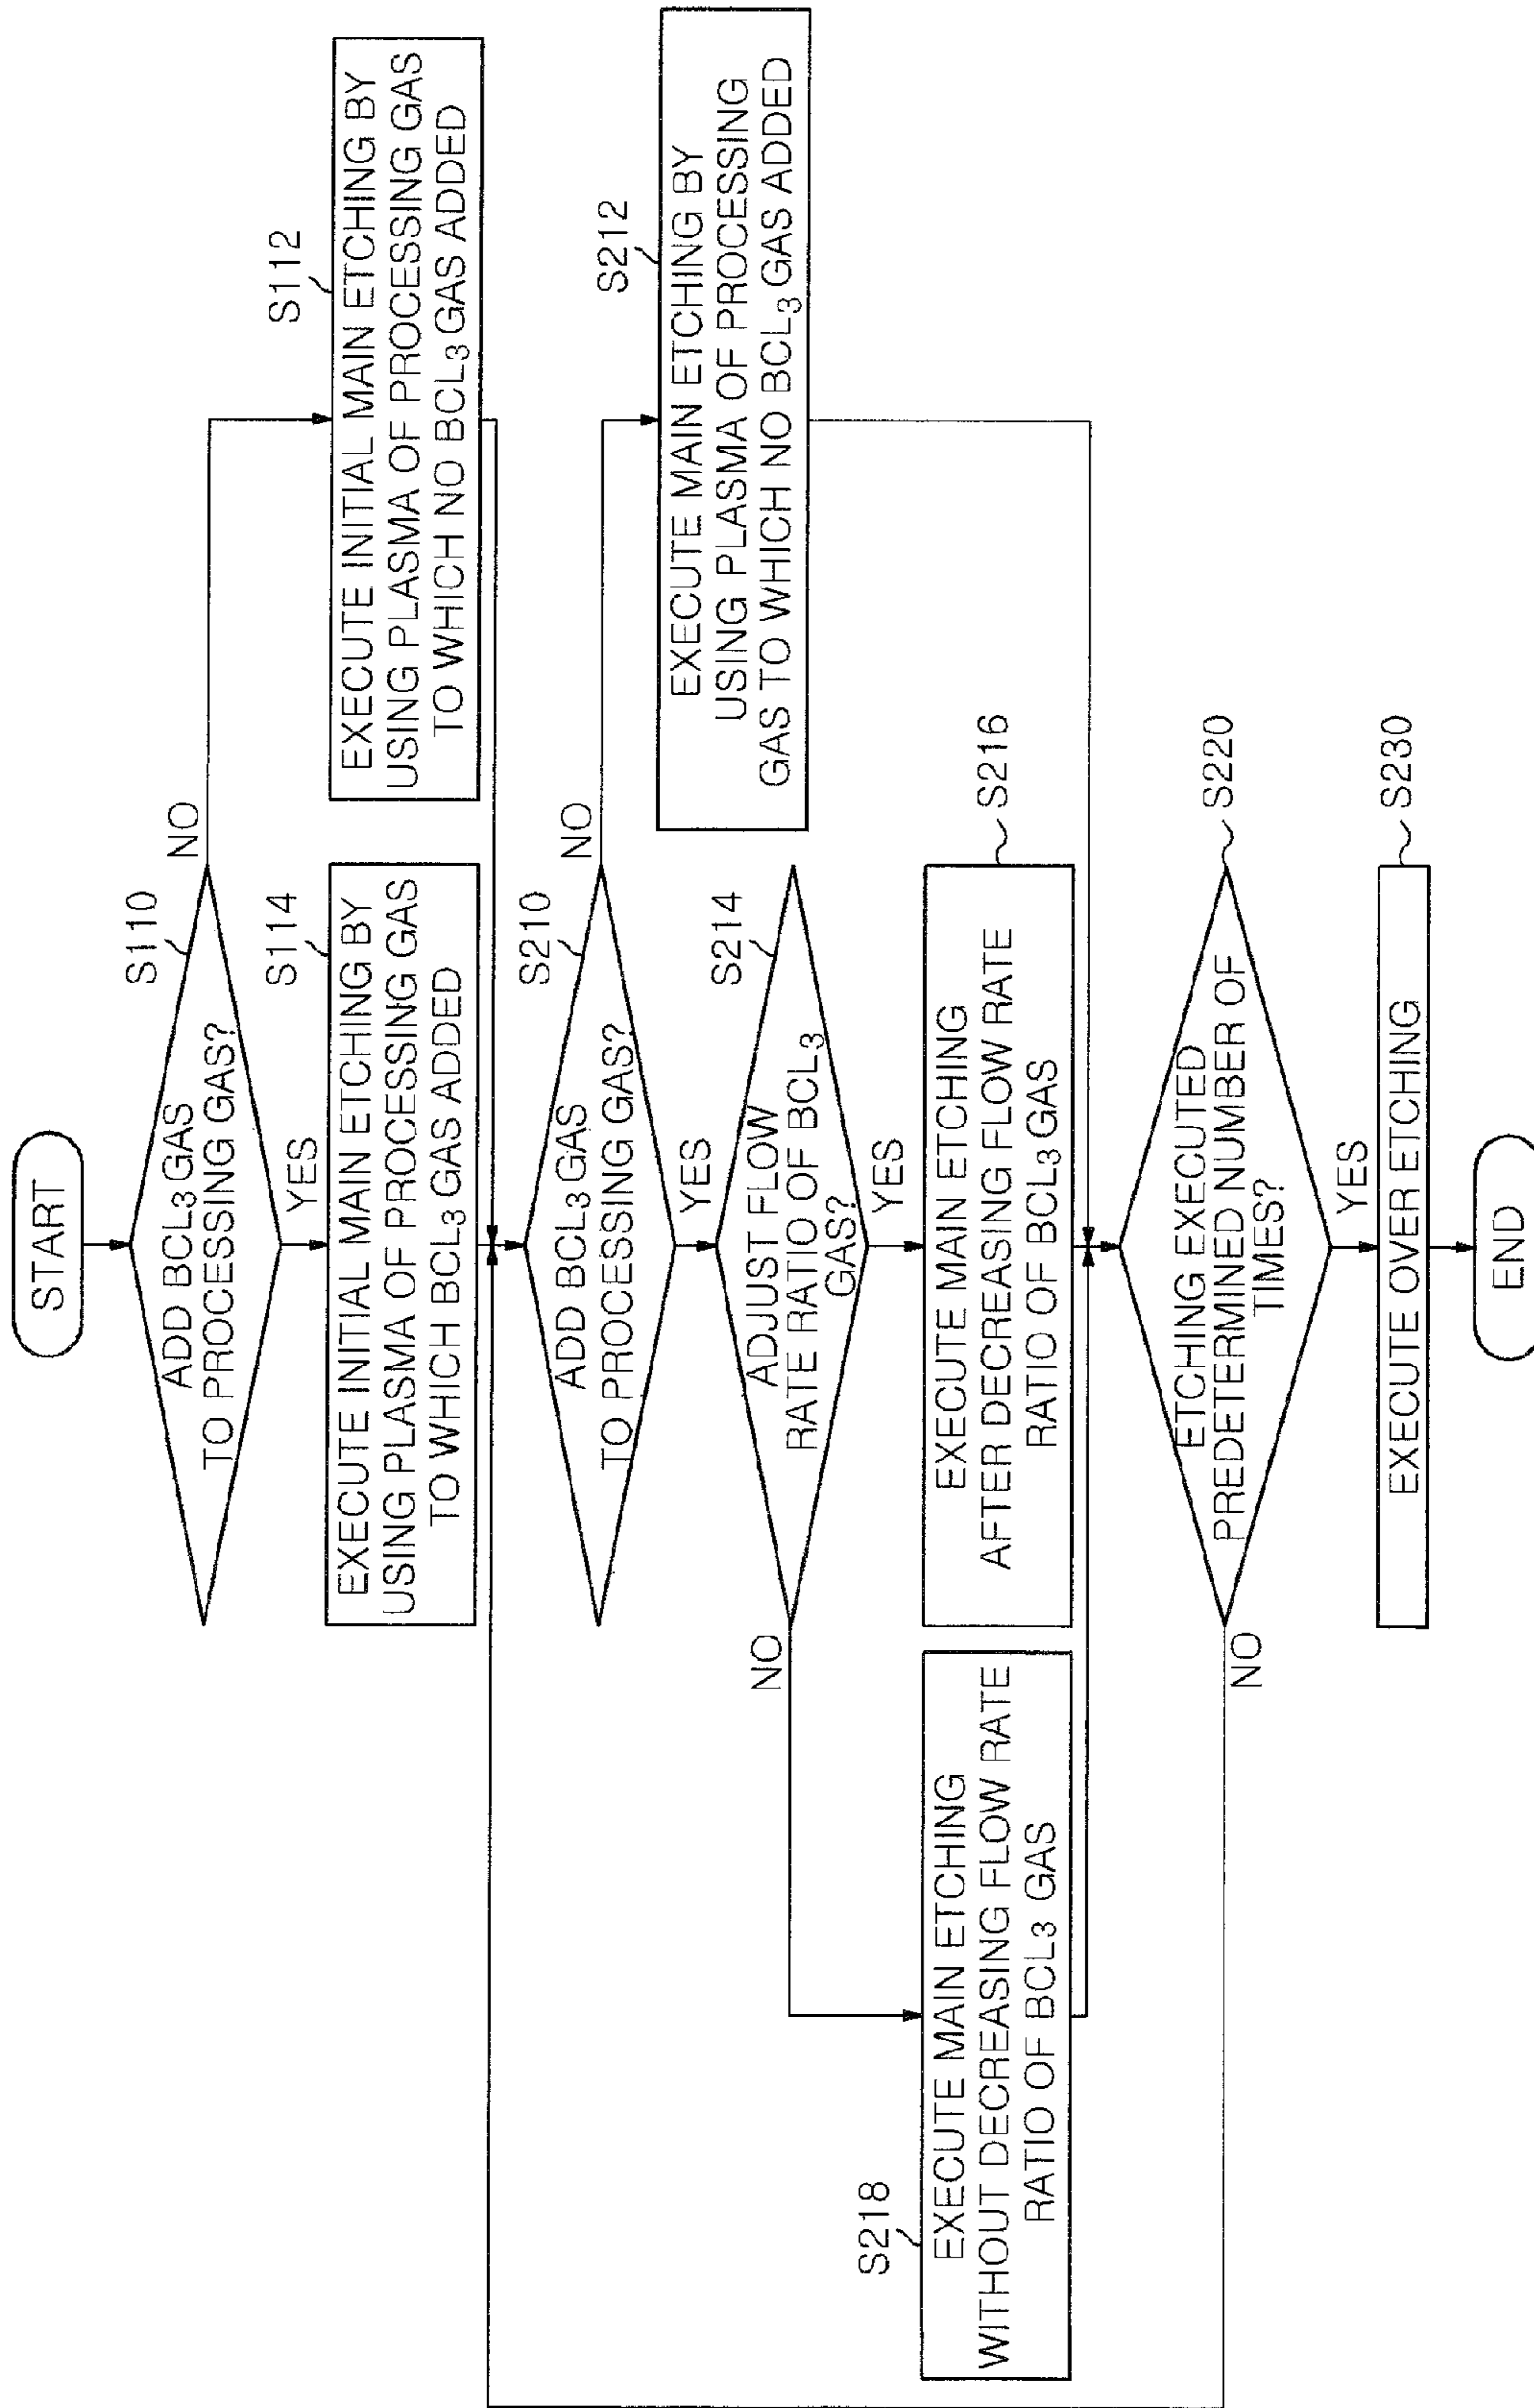 START
S110
ADD BCL₃ GAS
TO PROCESSING GAS?
NO
YES
S114
EXECUTE INITIAL MAIN ETCHING BY
USING PLASMA OF PROCESSING GAS
TO WHICH BCL₃ GAS ADDED
S112
EXECUTE INITIAL MAIN ETCHING BY
USING PLASMA OF PROCESSING GAS
TO WHICH NO BCL₃ GAS ADDED
S210
ADD BCL₃ GAS
TO PROCESSING GAS?
NO
YES
S212
EXECUTE MAIN ETCHING BY
USING PLASMA OF PROCESSING
GAS TO WHICH NO BCL₃ GAS ADDED
S214
ADJUST FLOW
RATE RATIO OF BCL₃
GAS?
NO
YES
S218
EXECUTE MAIN ETCHING
WITHOUT DECREASING FLOW RATE
RATIO OF BCL₃ GAS
S216
EXECUTE MAIN ETCHING
AFTER DECREASING FLOW RATE
RATIO OF BCL₃ GAS
S220
ETCHING EXECUTED
PREDETERMINED NUMBER OF
TIMES?
NO
YES
S230
EXECUTE OVER ETCHING
END